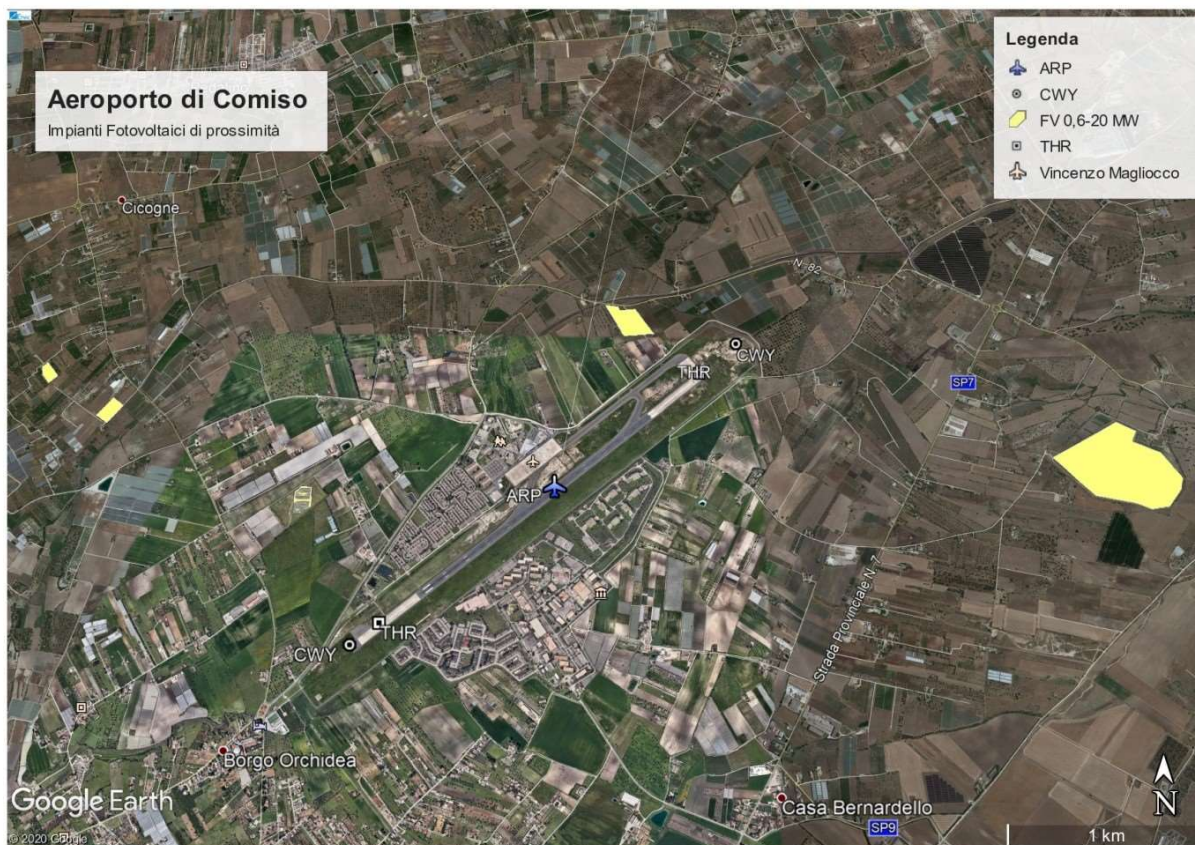 Aeroporto di Comiso
Impianti Fotovoltaici di prossimità
Legenda
ARP
CWY
FV 0,6-20 MW
THR
Vincenzo Magliocco
Cicogne
N. 82
CWY
THR
SP7
ARP
Strada Provinciale N. 7
THR
CWY
Borgo Orchidea
Casa Bernardello
SP9
Google Earth
© 2020 Google
1 km
N